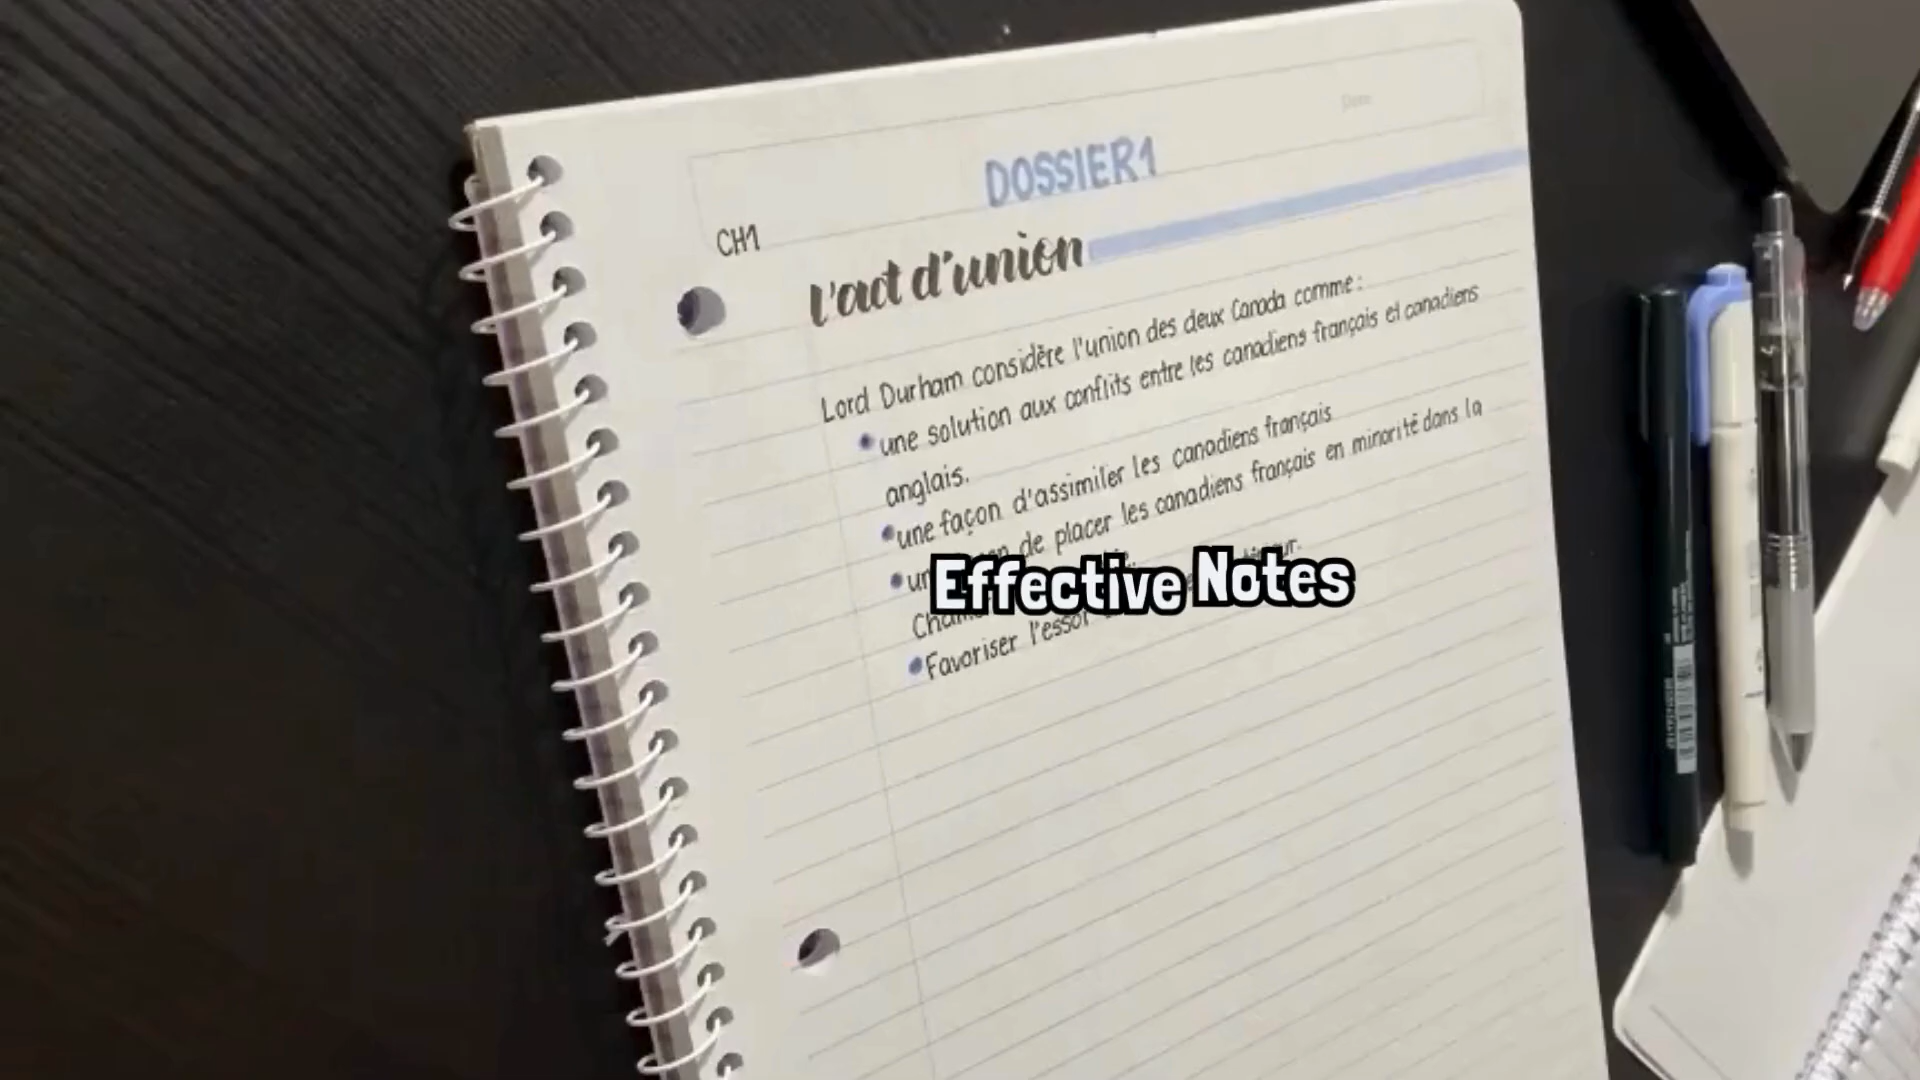 Date
DOSSIER1
CH1
l'act d'union
Lord Durham considère l'union des deux Canada comme :
•une solution aux conflits entre les canadiens français et canadiens
anglais.
•une façon d'assimiler les canadiens français
•un de placer les canadiens français en minorité dans la
•Favoriser l'essor
Effective Notes